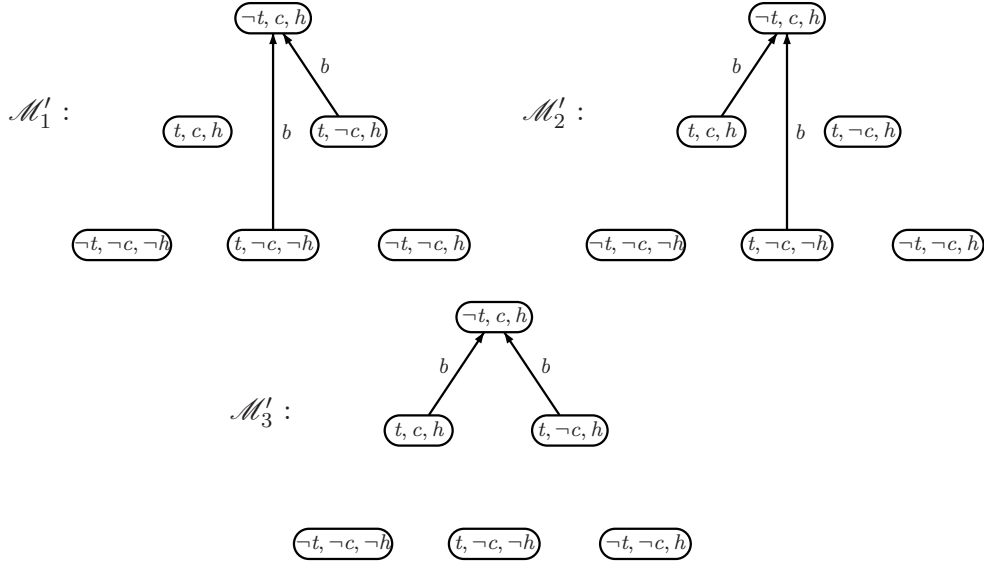 ¬t, c, h
¬t, c, h
b
b
ℳ′₁ :
t, c, h
b
t, ¬c, h
ℳ′₂ :
t, c, h
b
t, ¬c, h
¬t, ¬c, ¬h
t, ¬c, ¬h
¬t, ¬c, h
¬t, ¬c, ¬h
t, ¬c, ¬h
¬t, ¬c, h
¬t, c, h
b
b
ℳ′₃ :
t, c, h
t, ¬c, h
¬t, ¬c, ¬h
t, ¬c, ¬h
¬t, ¬c, h